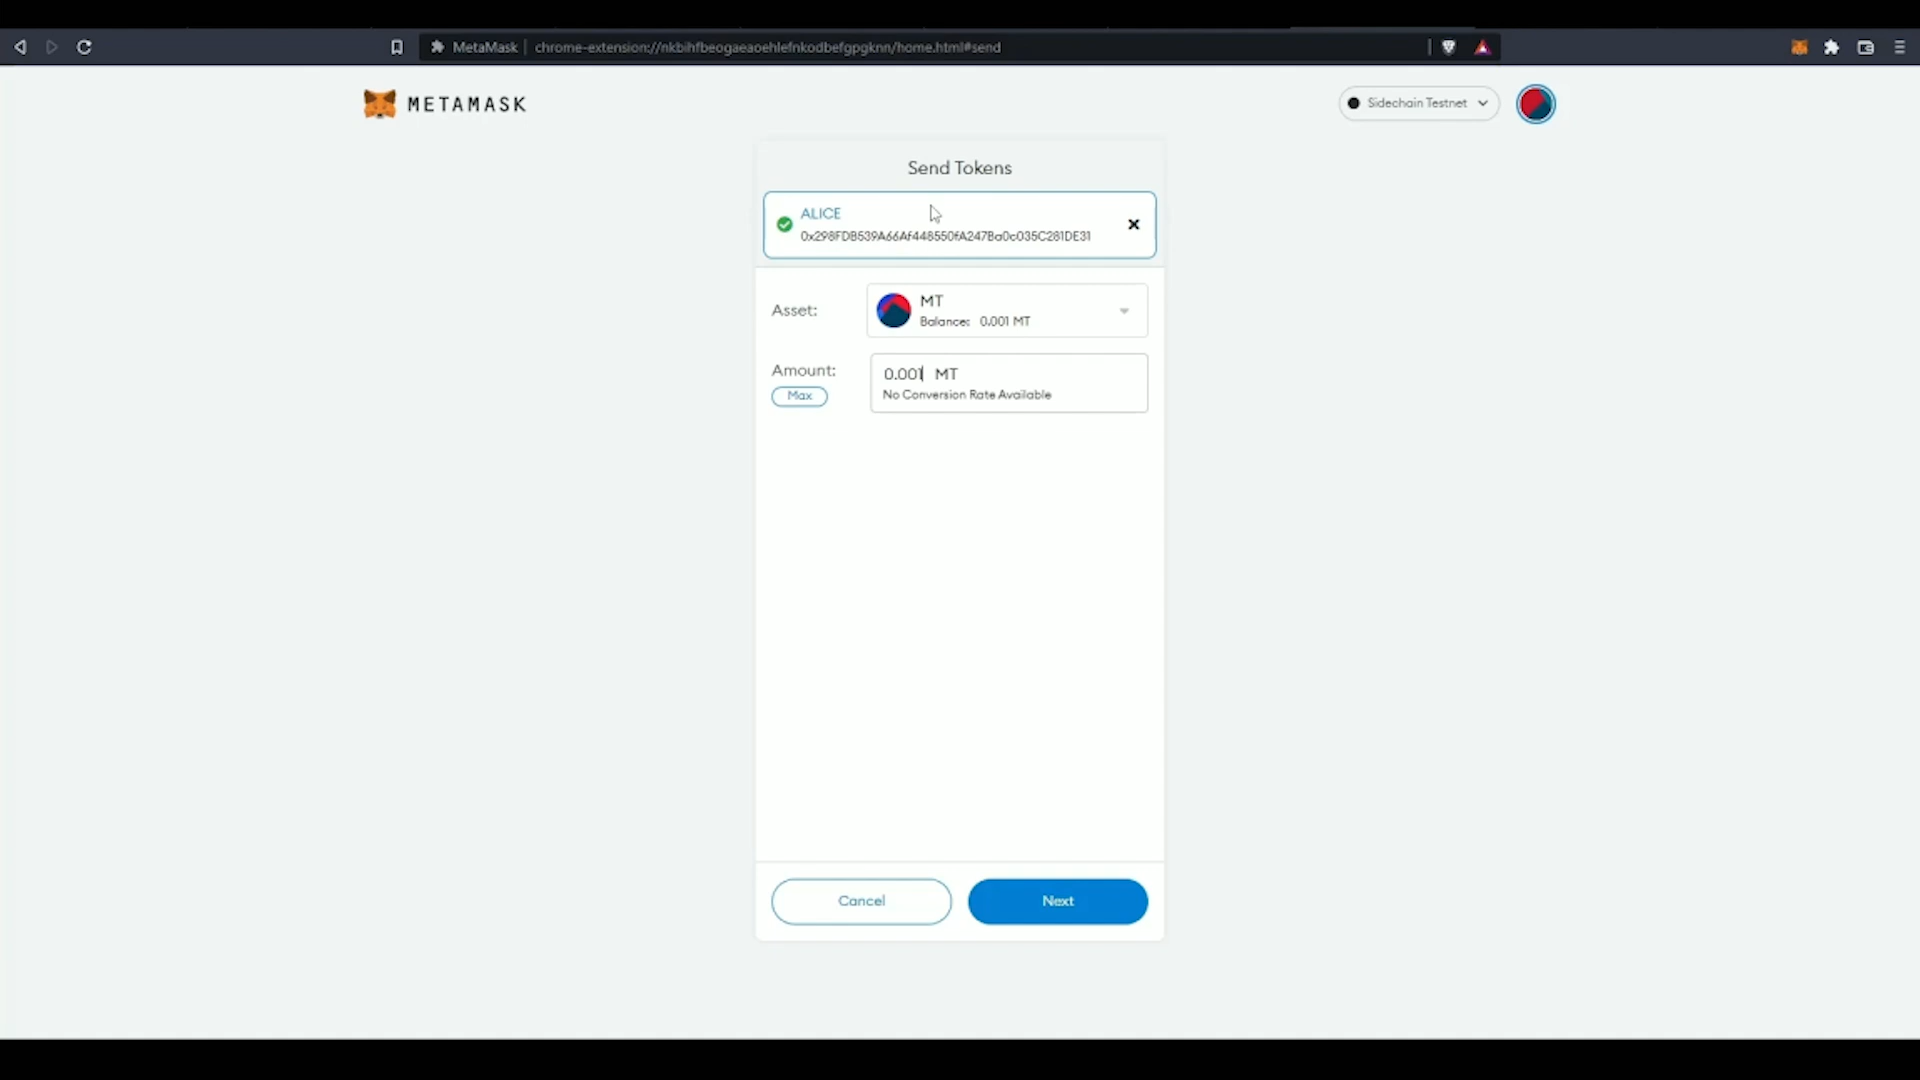 MetaMask
chrome-extension://nkbihfbeogaeaoehlefnkodbefgpgknn/home.html#send
METAMASK
Sidechain Testnet
Send Tokens
ALICE
0x298FDB539A66Af448550fA247Ba0c035C281DE31
Asset:
MT
Balance: 0.001 MT
Amount:
0.001 MT
Max
No Conversion Rate Available
Cancel
Next